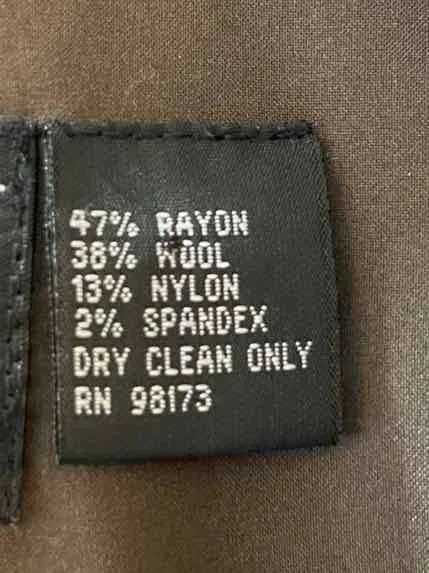 47% RAYON
38% WOOL
13% NYLON
2% SPANDEX
DRY CLEAN ONLY
RN 98173